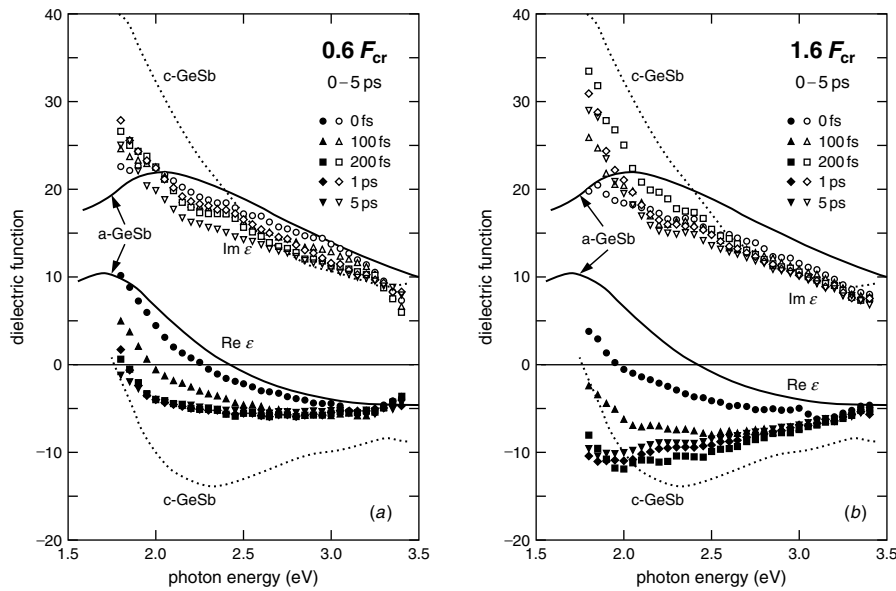 40
30
20
10
0
−10
−20
dielectric function
1.5 2.0 2.5 3.0 3.5
photon energy (eV)
0.6 Fcr
0–5 ps
c-GeSb
0 fs
100 fs
200 fs
1 ps
5 ps
a-GeSb
Im ε
Re ε
c-GeSb
(a)
40
30
20
10
0
−10
−20
dielectric function
1.5 2.0 2.5 3.0 3.5
photon energy (eV)
1.6 Fcr
0–5 ps
c-GeSb
0 fs
100 fs
200 fs
1 ps
5 ps
a-GeSb
Im ε
Re ε
c-GeSb
(b)